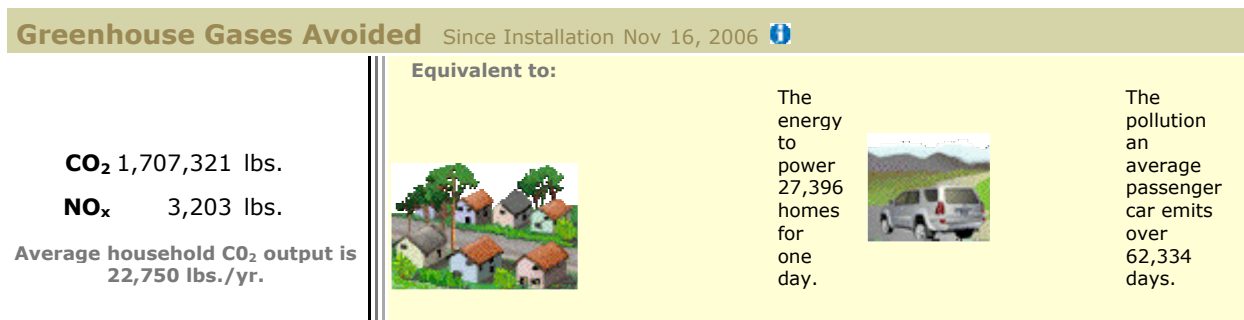 Greenhouse Gases Avoided Since Installation Nov 16, 2006
Equivalent to:
CO₂ 1,707,321 lbs.
NOₓ 3,203 lbs.
Average household C0₂ output is
22,750 lbs./yr.
The
energy
to
power
27,396
homes
for
one
day.
The
pollution
an
average
passenger
car emits
over
62,334
days.